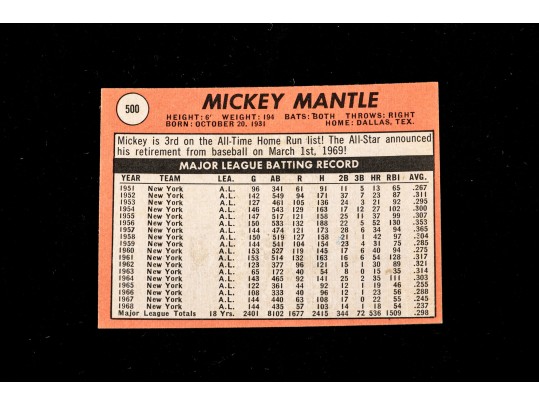 500
MICKEY MANTLE
HEIGHT: 6' WEIGHT: 194 BATS: BOTH THROWS: RIGHT
BORN: OCTOBER 20, 1931 HOME: DALLAS, TEX.
Mickey is 3rd on the All-Time Home Run list! The All-Star announced
his retirement from baseball on March 1st, 1969!
MAJOR LEAGUE BATTING RECORD
YEAR TEAM LEA. G AB R H 2B 3B HR RBI AVG.
1951 New York A.L. 96 341 61 91 11 5 13 65 .267
1952 New York A.L. 142 549 94 171 37 7 23 87 .311
1953 New York A.L. 127 461 105 136 24 3 21 92 .295
1954 New York A.L. 146 543 129 163 17 12 27 102 .300
1955 New York A.L. 147 517 121 158 25 11 37 99 .307
1956 New York A.L. 150 533 132 188 22 5 52 130 .353
1957 New York A.L. 144 474 121 173 28 6 34 94 .365
1958 New York A.L. 150 519 127 158 21 1 42 97 .304
1959 New York A.L. 144 541 104 154 23 4 31 75 .285
1960 New York A.L. 153 527 119 145 17 6 40 94 .275
1961 New York A.L. 153 514 132 163 16 6 54 128 .317
1962 New York A.L. 123 377 96 121 15 1 30 89 .321
1963 New York A.L. 65 172 40 54 8 0 15 35 .314
1964 New York A.L. 143 465 92 141 25 2 35 111 .303
1965 New York A.L. 122 361 44 92 12 1 19 46 .255
1966 New York A.L. 108 333 40 96 12 1 23 56 .288
1967 New York A.L. 144 440 63 108 17 0 22 55 .245
1968 New York A.L. 144 435 57 103 14 1 18 54 .237
Major League Totals 18 Yrs. 2401 8102 1677 2415 344 72 536 1509 .298